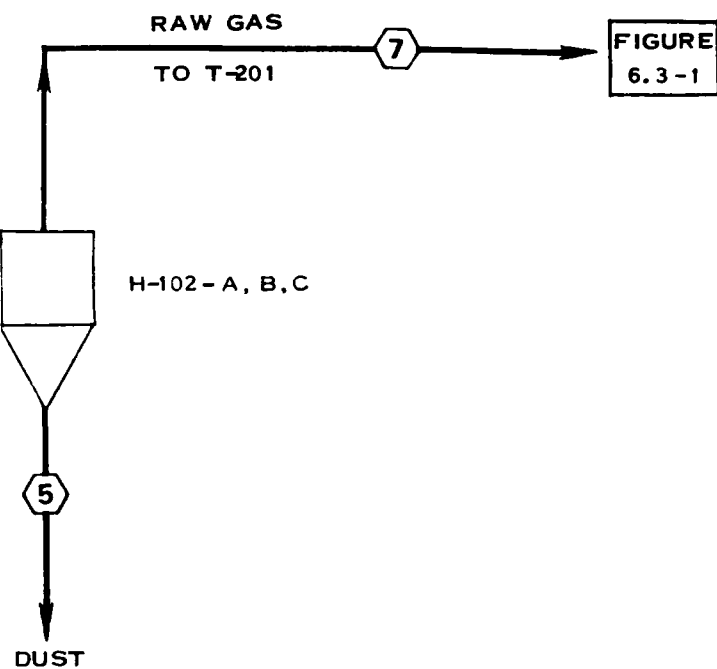 RAW GAS
7
TO T-201
FIGURE
6.3-1
H-102-A, B, C
5
DUST